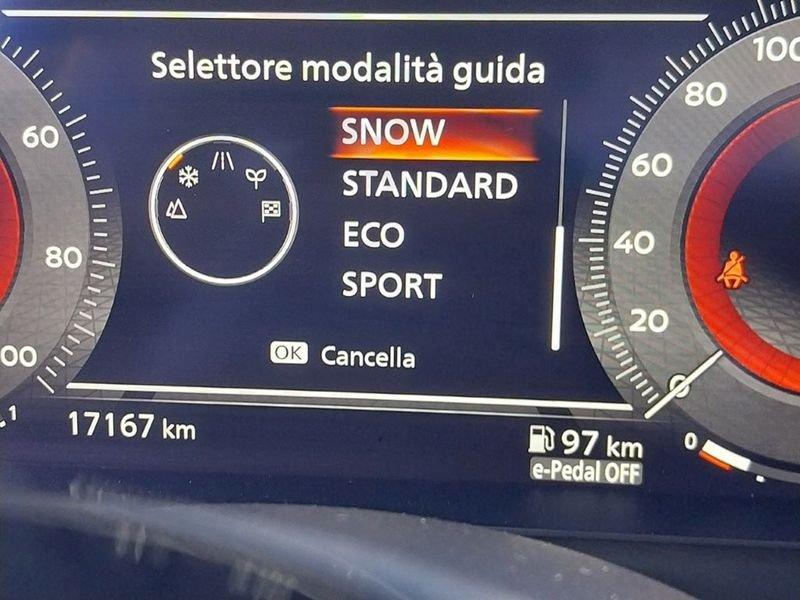 Selettore modalità guida
SNOW
STANDARD
ECO
SPORT
OK Cancella
60
80
100
80
60
40
20
0
17167 km
97 km
e-Pedal OFF
0
1